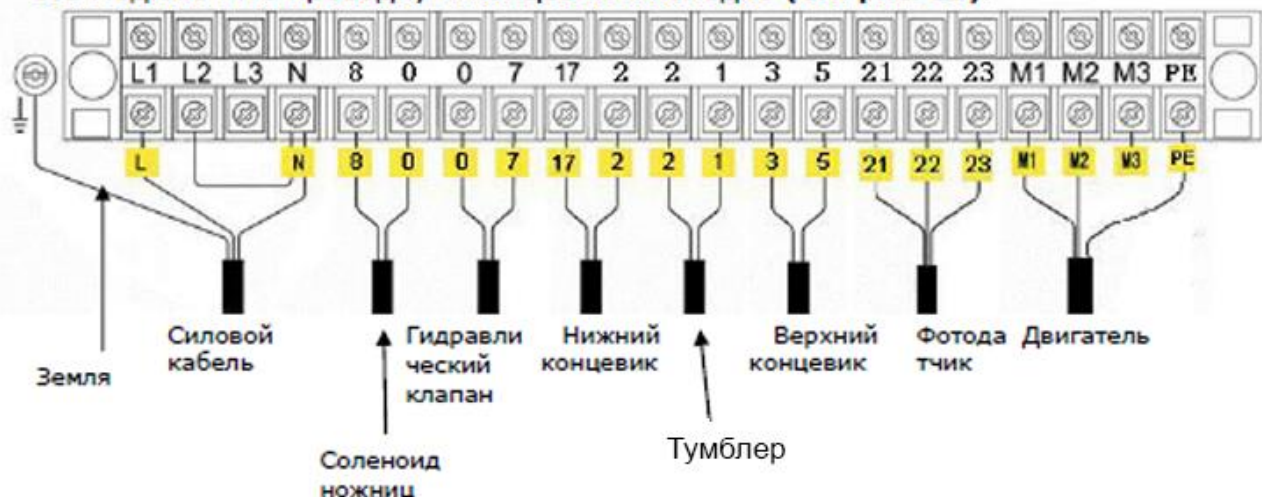 L1 L2 L3 N 8 0 0 7 17 2 2 1 3 5 21 22 23 M1 M2 M3 PE
L N 8 0 0 7 17 2 2 1 3 5 21 22 23 M1 M2 M3 PE
Силовой
кабель
Гидравли
ческий
клапан
Нижний
концевик
Верхний
концевик
Фотода
тчик
Двигатель
Земля
Соленоид
ножниц
Тумблер